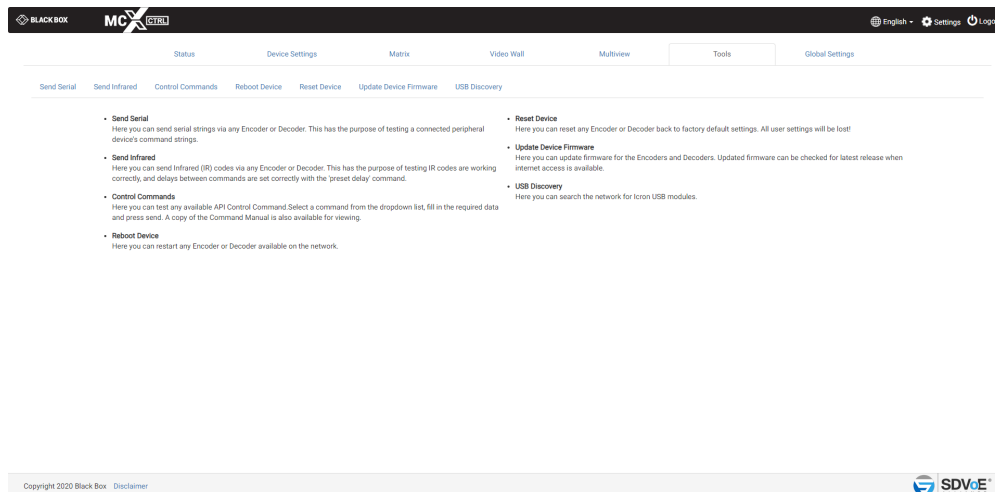 BLACK BOX
MCX CTRL
English
Settings
Logo
Status
Device Settings
Matrix
Video Wall
Multiview
Tools
Global Settings
Send Serial
Send Infrared
Control Commands
Reboot Device
Reset Device
Update Device Firmware
USB Discovery
• Send Serial
Here you can send serial strings via any Encoder or Decoder. This has the purpose of testing a connected peripheral
device's command strings.
• Send Infrared
Here you can send Infrared (IR) codes via any Encoder or Decoder. This has the purpose of testing IR codes are working
correctly, and delays between commands are set correctly with the 'preset delay' command.
• Control Commands
Here you can test any available API Control Command.Select a command from the dropdown list, fill in the required data
and press send. A copy of the Command Manual is also available for viewing.
• Reboot Device
Here you can restart any Encoder or Decoder available on the network.
• Reset Device
Here you can reset any Encoder or Decoder back to factory default settings. All user settings will be lost!
• Update Device Firmware
Here you can update firmware for the Encoders and Decoders. Updated firmware can be checked for latest release when
internet access is available.
• USB Discovery
Here you can search the network for Icron USB modules.
Copyright 2020 Black Box Disclaimer
SDVoE